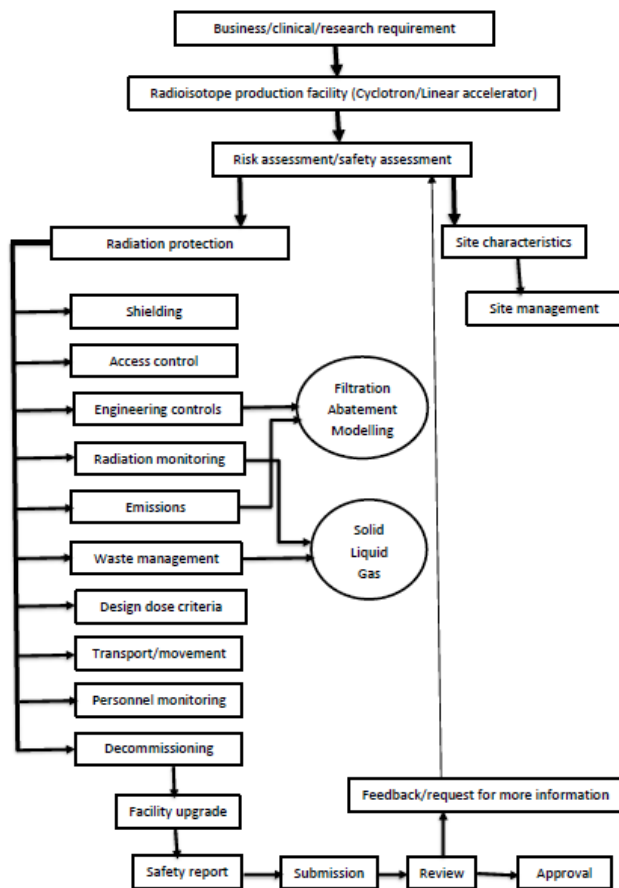 Business/clinical/research requirement
Radioisotope production facility (Cyclotron/Linear accelerator)
Risk assessment/safety assessment
Radiation protection
Site characteristics
Site management
Shielding
Access control
Engineering controls
Filtration
Abatement
Modelling
Radiation monitoring
Emissions
Solid
Liquid
Gas
Waste management
Design dose criteria
Transport/movement
Personnel monitoring
Decommissioning
Facility upgrade
Feedback/request for more information
Safety report
Submission
Review
Approval